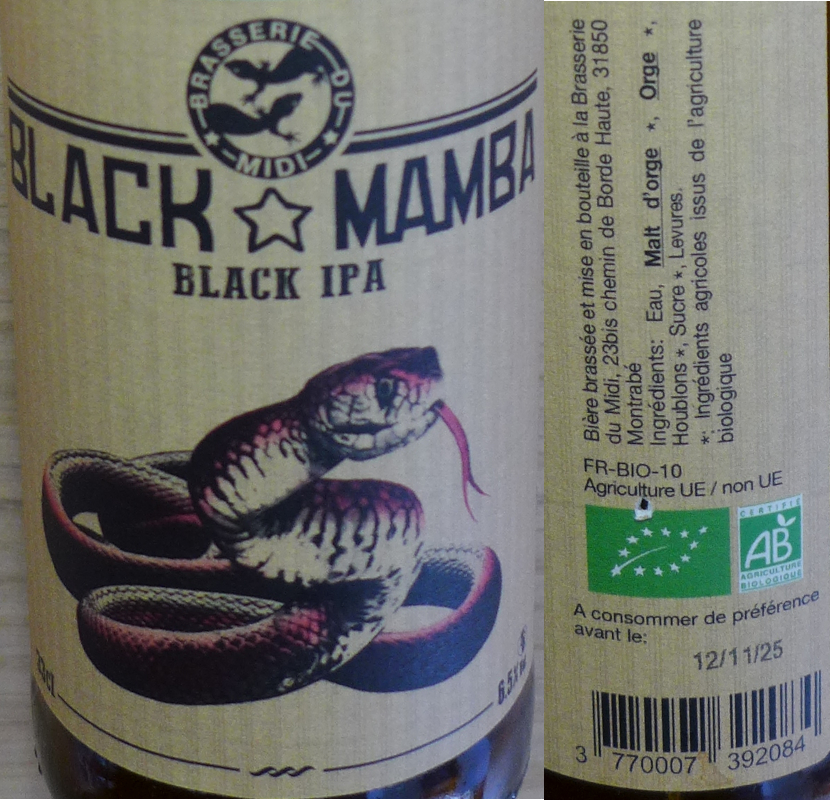 BRASSERIE DU
MIDI
BLACK MAMBA
BLACK IPA
6.5%
Bière brassée et mise en bouteille à la Brasserie
du Midi, 23bis chemin de Borde Haute, 31850
Montrabé
Ingrédients: Eau, Malt d'orge *, Orge *,
Houblons *, Sucre *, Levures.
*: Ingrédients agricoles issus de l'agriculture
biologique
FR-BIO-10
Agriculture UE / non UE
CERTIFIÉ
AB
AGRICULTURE
BIOLOGIQUE
A consommer de préférence
avant le:
12/11/25
3 770007 392084